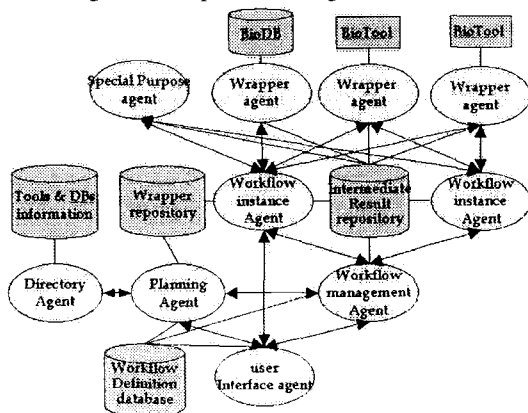 BioDB
BioTool
BioTool
Special Purpose
agent
Wrapper
agent
Wrapper
agent
Wrapper
agent
Tools & DBs
information
Wrapper
repository
Workflow
instance
Agent
Intermediate
Result
repository
Workflow
instance
Agent
Directory
Agent
Planning
Agent
Workflow
management
Agent
Workflow
Definition
database
user
Interface agent